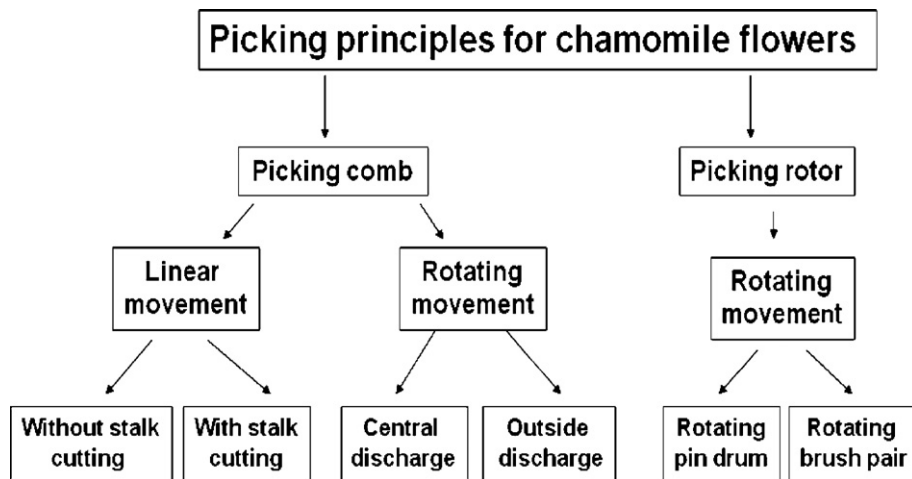 Picking principles for chamomile flowers
Picking comb
Picking rotor
Linear
movement
Rotating
movement
Rotating
movement
Without stalk
cutting
With stalk
cutting
Central
discharge
Outside
discharge
Rotating
pin drum
Rotating
brush pair